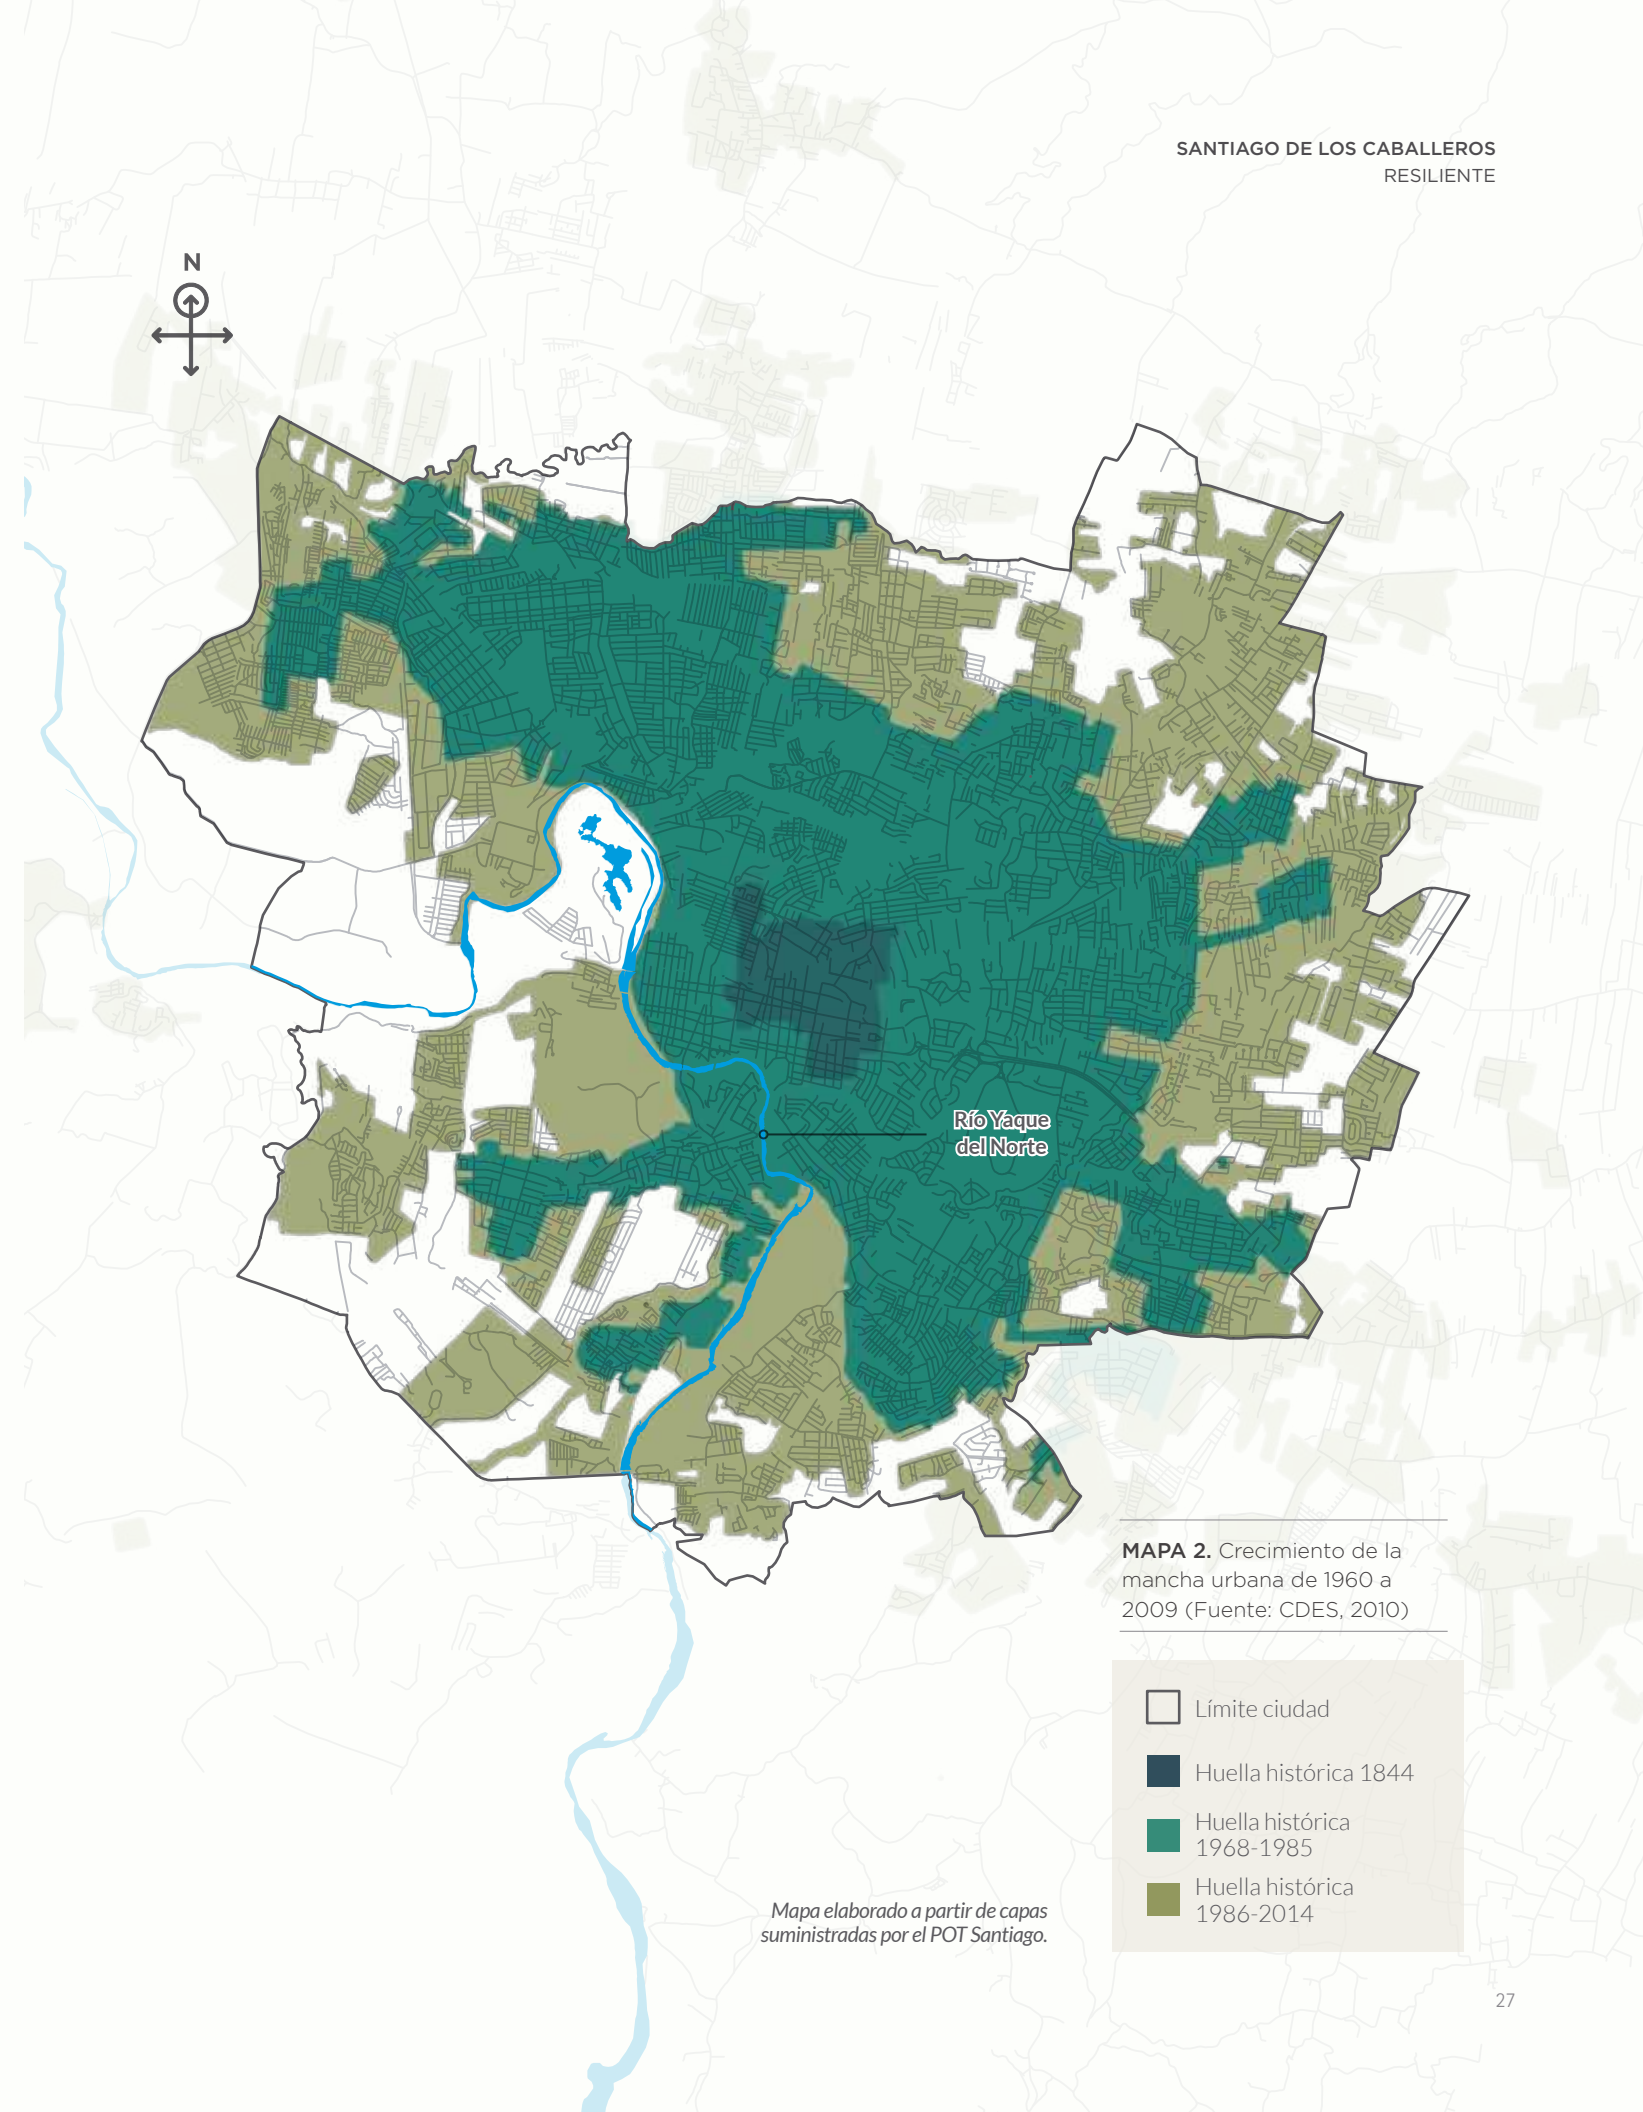 SANTIAGO DE LOS CABALLEROS
RESILIENTE
N
Río Yaque
del Norte
MAPA 2. Crecimiento de la
mancha urbana de 1960 a
2009 (Fuente: CDES, 2010)
Límite ciudad
Huella histórica 1844
Huella histórica
1968-1985
Huella histórica
1986-2014
Mapa elaborado a partir de capas
suministradas por el POT Santiago.
27